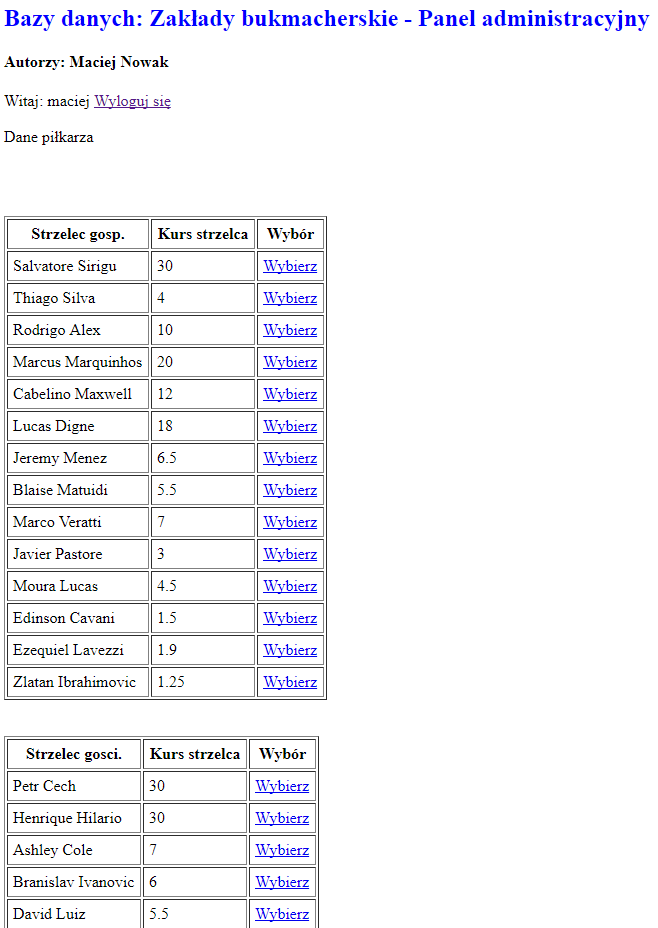 Bazy danych: Zakłady bukmacherskie - Panel administracyjny
Autorzy: Maciej Nowak
Witaj: maciej Wyloguj się
Dane piłkarza
Strzelec gosp. Kurs strzelca Wybór
Salvatore Sirigu 30 Wybierz
Thiago Silva 4 Wybierz
Rodrigo Alex 10 Wybierz
Marcus Marquinhos 20 Wybierz
Cabelino Maxwell 12 Wybierz
Lucas Digne 18 Wybierz
Jeremy Menez 6.5 Wybierz
Blaise Matuidi 5.5 Wybierz
Marco Veratti 7 Wybierz
Javier Pastore 3 Wybierz
Moura Lucas 4.5 Wybierz
Edinson Cavani 1.5 Wybierz
Ezequiel Lavezzi 1.9 Wybierz
Zlatan Ibrahimovic 1.25 Wybierz
Strzelec gosci. Kurs strzelca Wybór
Petr Cech 30 Wybierz
Henrique Hilario 30 Wybierz
Ashley Cole 7 Wybierz
Branislav Ivanovic 6 Wybierz
David Luiz 5.5 Wybierz